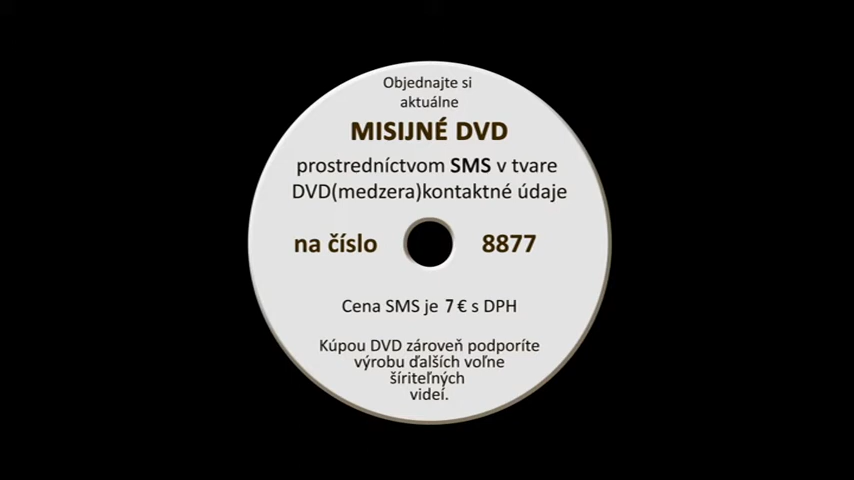 Objednajte si
aktuálne
MISIJNÉ DVD
prostredníctvom SMS v tvare
DVD(medzera)kontaktné údaje
na číslo 8877
Cena SMS je 7 € s DPH
Kúpou DVD zároveň podporíte
výrobu ďalších voľne
šíriteľných
videí.